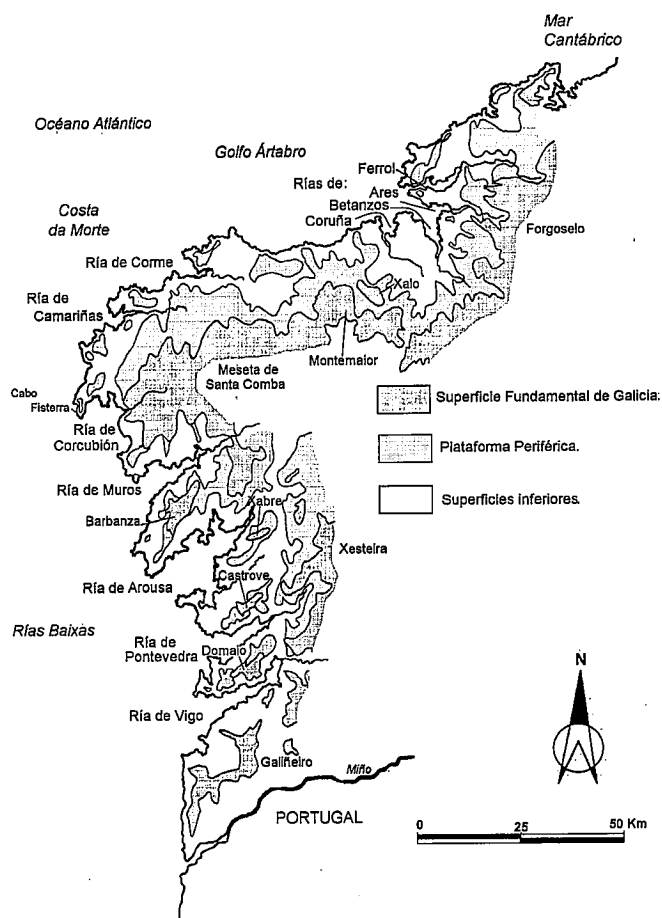 Mar
Cantábrico
Océano Atlántico
Golfo Ártabro
Ferrol
Rías de:
Ares
Betanzos
Coruña
Costa
da Morte
Forgoselo
Ría de Corme
Xalo
Ría de
Camariñas
Meseta de
Santa Comba
Montemaior
Cabo
Fisterra
Superficie Fundamental de Galicia.
Ría de
Corcubión
Plataforma Periférica.
Ría de Muros
Xabre
Superficies inferiores.
Barbanza
Xesteira
Ría de Arousa
Castrove
Rías Baixas
Ría de
Pontevedra
Domaio
N
Ría de Vigo
Galiñeiro
Miño
PORTUGAL
0 25 50 Km